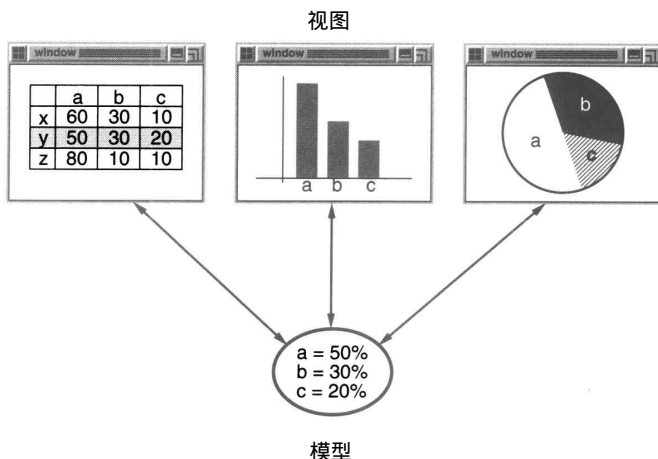 视图
window
window
window
a b c
x 60 30 10
y 50 30 20
z 80 10 10
a b c
a
b
c
a = 50%
b = 30%
c = 20%
模型